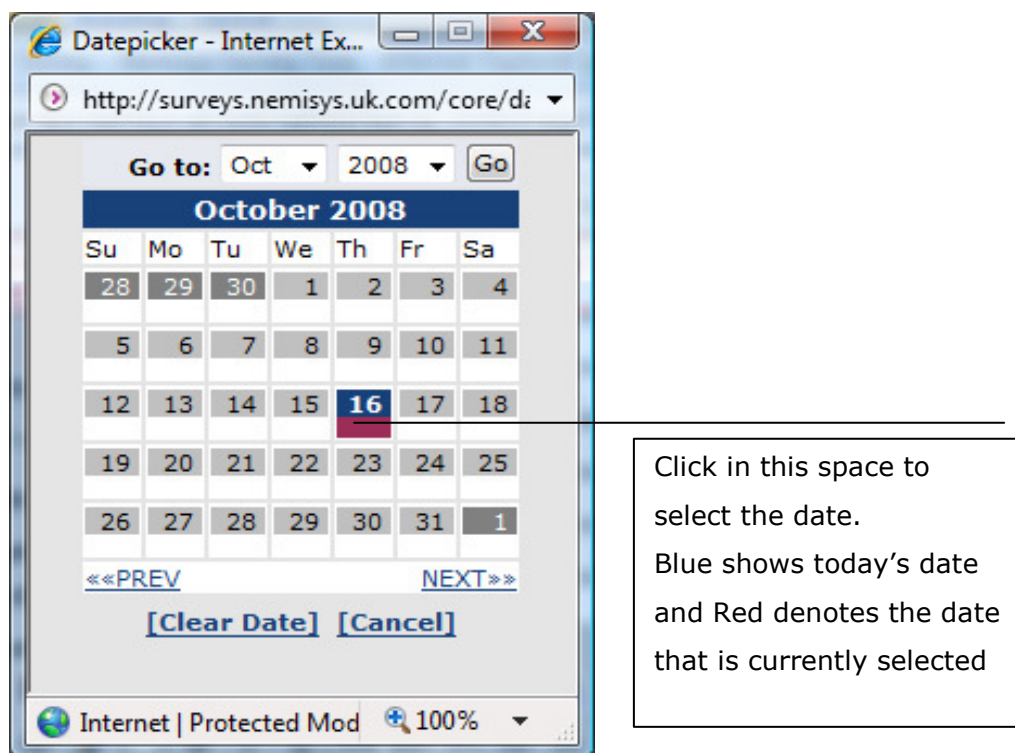 Datepicker - Internet Ex...
http://surveys.nemisys.uk.com/core/da
Go to: Oct 2008 Go
October 2008
Su Mo Tu We Th Fr Sa
28 29 30 1 2 3 4
5 6 7 8 9 10 11
12 13 14 15 16 17 18
19 20 21 22 23 24 25
26 27 28 29 30 31 1
««PREV NEXT»»
[Clear Date] [Cancel]
Internet | Protected Mod 100%
Click in this space to
select the date.
Blue shows today's date
and Red denotes the date
that is currently selected